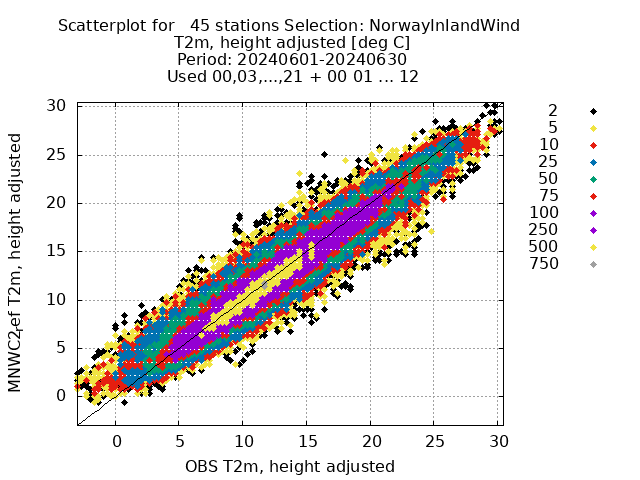 Scatterplot for 45 stations Selection: NorwayInlandWind
T2m, height adjusted [deg C]
Period: 20240601-20240630
Used 00,03,...,21 + 00 01 ... 12
MNWC2ref T2m, height adjusted
30
25
20
15
10
5
0
0 5 10 15 20 25 30
OBS T2m, height adjusted
2
5
10
25
50
75
100
250
500
750